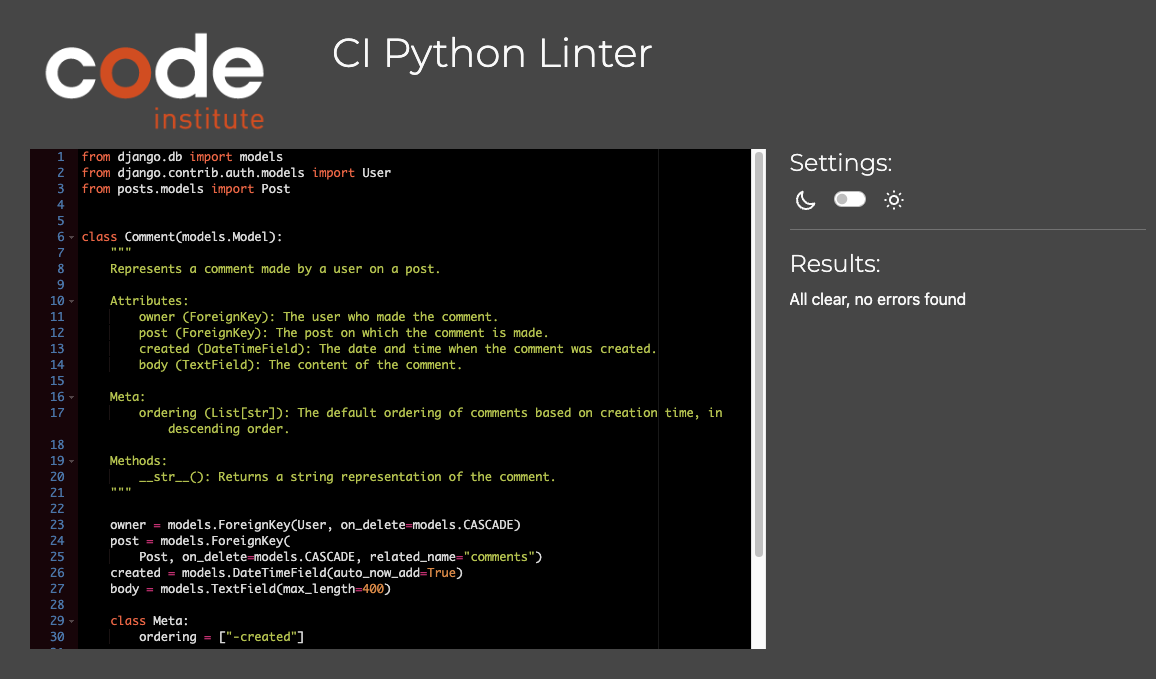 code
institute
CI Python Linter
1 from django.db import models
2 from django.contrib.auth.models import User
3 from posts.models import Post
4
5
6 class Comment(models.Model):
7     """
8     Represents a comment made by a user on a post.
9
10     Attributes:
11         owner (ForeignKey): The user who made the comment.
12         post (ForeignKey): The post on which the comment is made.
13         created (DateTimeField): The date and time when the comment was created.
14         body (TextField): The content of the comment.
15
16     Meta:
17         ordering (List[str]): The default ordering of comments based on creation time, in
            descending order.
18
19     Methods:
20         __str__(): Returns a string representation of the comment.
21     """
22
23     owner = models.ForeignKey(User, on_delete=models.CASCADE)
24     post = models.ForeignKey(
25         Post, on_delete=models.CASCADE, related_name="comments")
26     created = models.DateTimeField(auto_now_add=True)
27     body = models.TextField(max_length=400)
28
29     class Meta:
30         ordering = ["-created"]
Settings:
Results:
All clear, no errors found